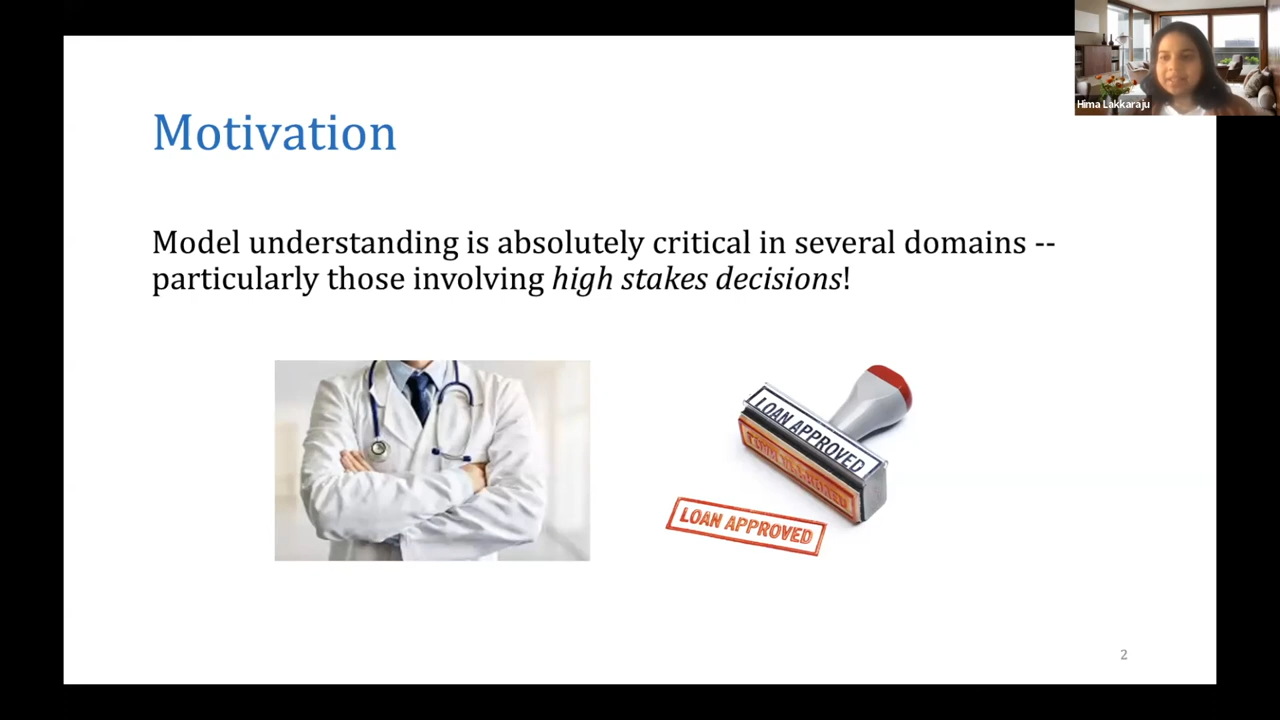 Hima Lakkaraju
Motivation
Model understanding is absolutely critical in several domains --
particularly those involving high stakes decisions!
LOAN APPROVED
LOAN APPROVED
2